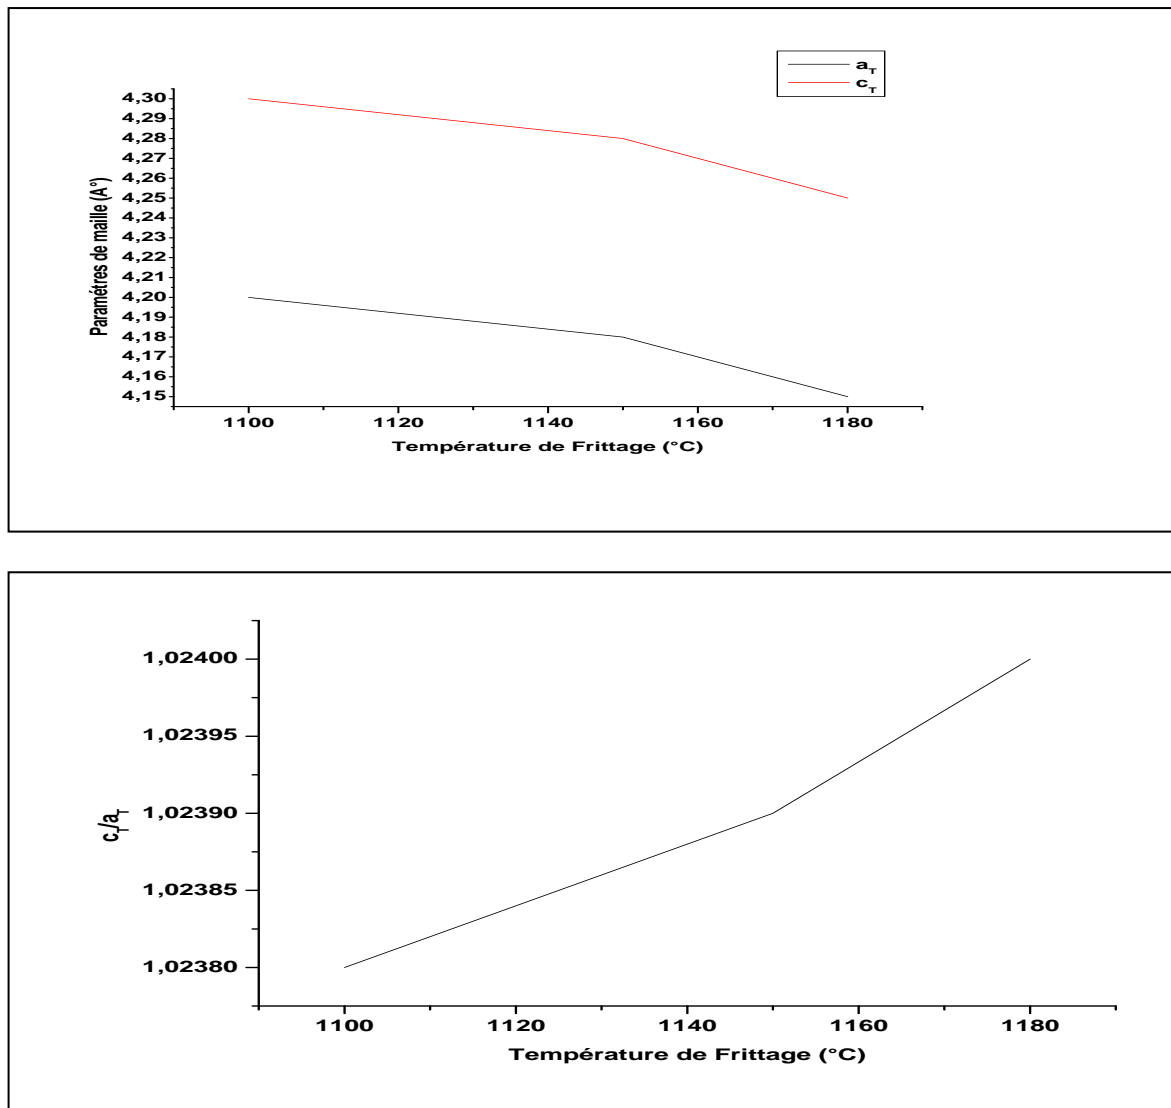 a_T
c_T
4,30
4,29
4,28
4,27
4,26
4,25
4,24
4,23
4,22
4,21
4,20
4,19
4,18
4,17
4,16
4,15
Paramétres de maille (A°)
1100 1120 1140 1160 1180
Température de Frittage (°C)
1,02400
1,02395
1,02390
1,02385
1,02380
c_T/a_T
1100 1120 1140 1160 1180
Température de Frittage (°C)